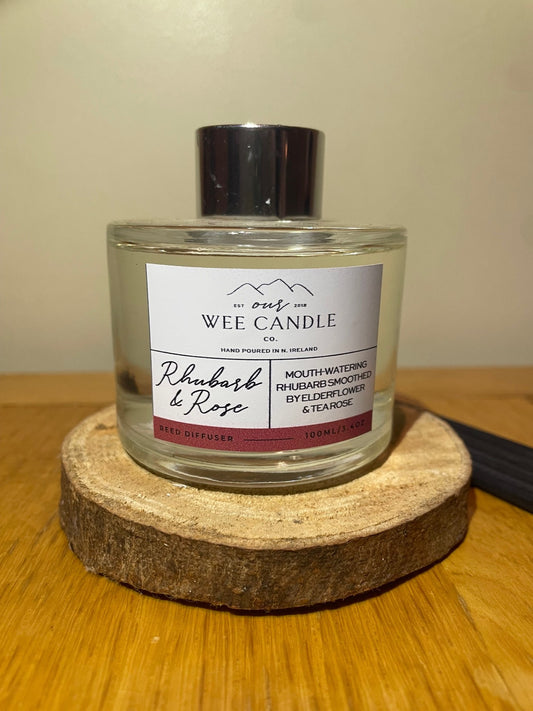 EST our 2018
WEE CANDLE
CO.
HAND POURED IN N. IRELAND
Rhubarb
& Rose
MOUTH-WATERING
RHUBARB SMOOTHED
BY ELDERFLOWER
& TEA ROSE
REED DIFFUSER
100ML/3.4OZ